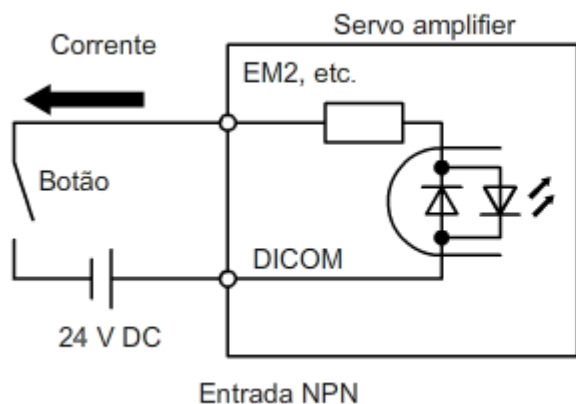 Servo amplifier
Corrente
EM2, etc.
Botão
DICOM
24 V DC
Entrada NPN